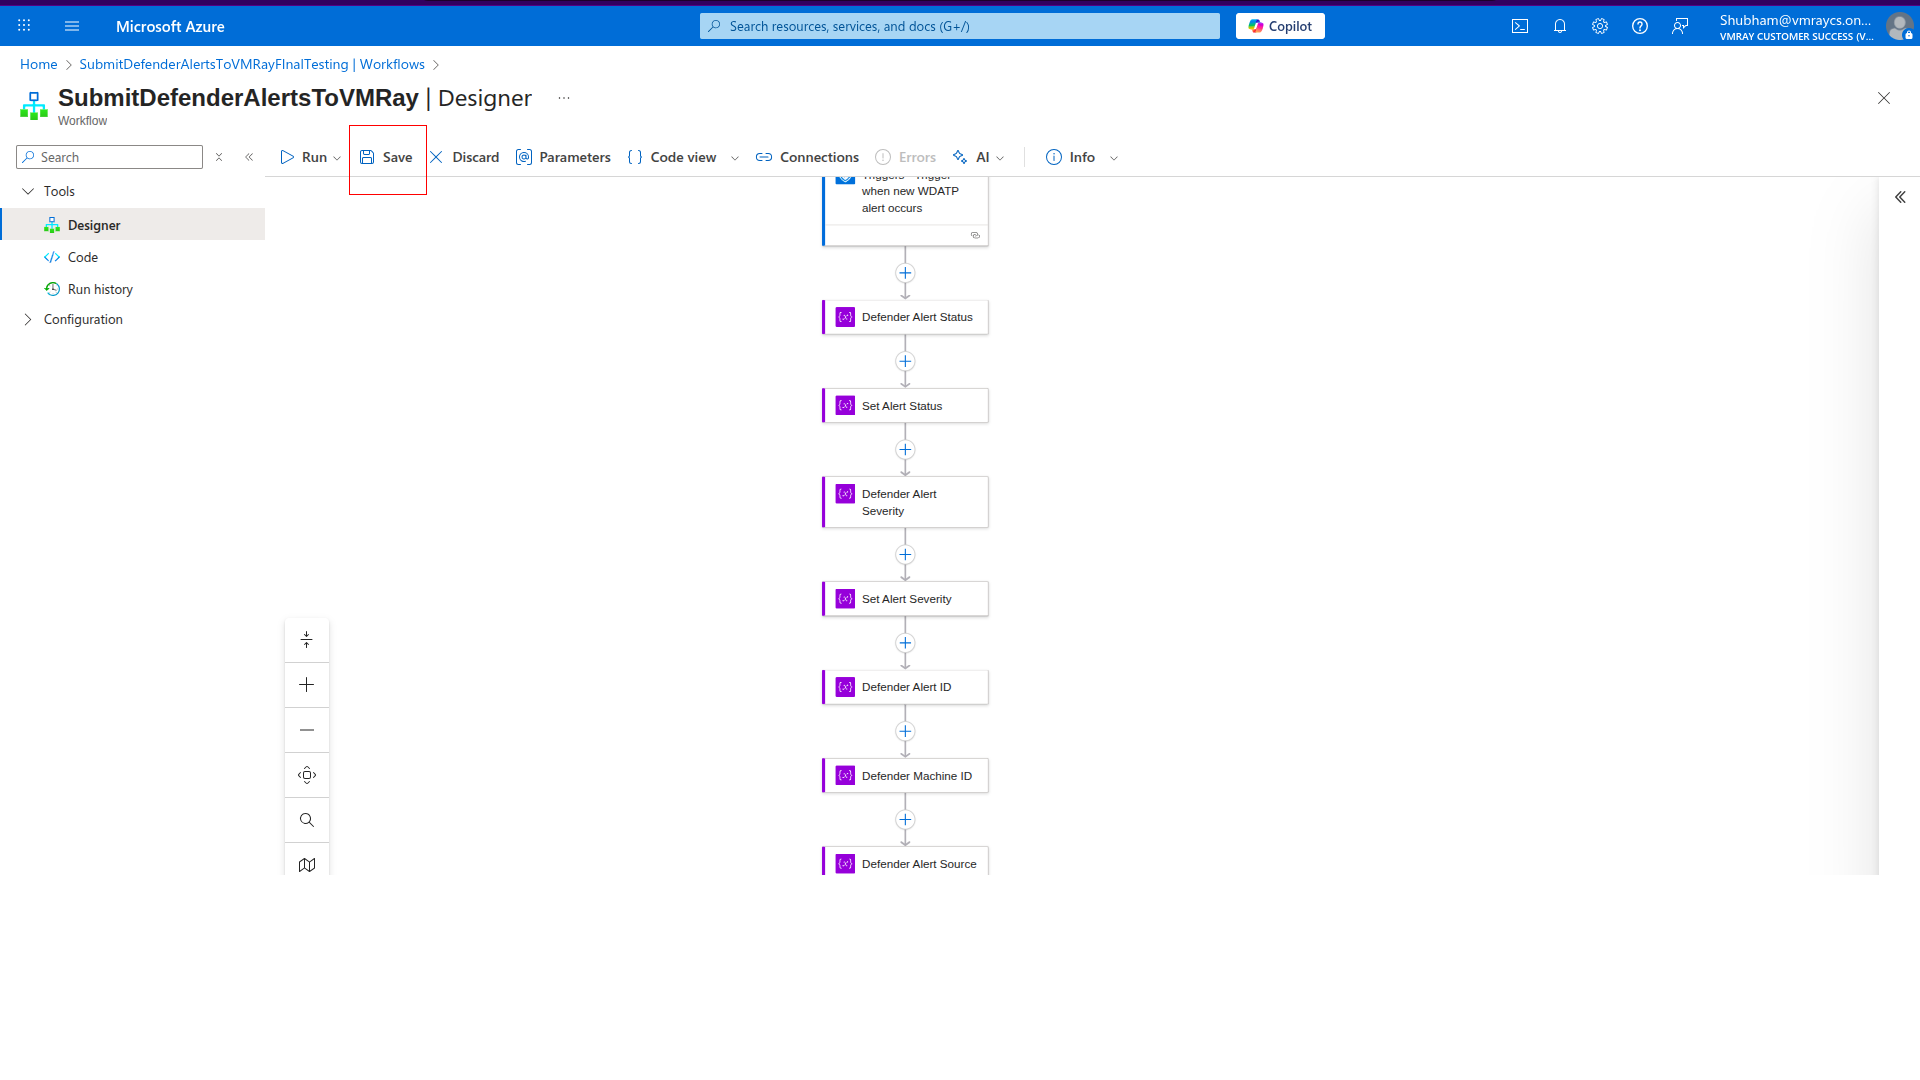 Microsoft Azure
Search resources, services, and docs (G+/)
Copilot
Shubham@vmraycs.on...
VMRAY CUSTOMER SUCCESS (V...
Home
SubmitDefenderAlertsToVMRayFInalTesting | Workflows
SubmitDefenderAlertsToVMRay | Designer
...
Workflow
Search
Run
Save
Discard
Parameters
Code view
Connections
Errors
AI
Info
Tools
Designer
Code
Run history
Configuration
Triggers - Trigger
when new WDATP
alert occurs
Defender Alert Status
Set Alert Status
Defender Alert
Severity
Set Alert Severity
Defender Alert ID
Defender Machine ID
Defender Alert Source